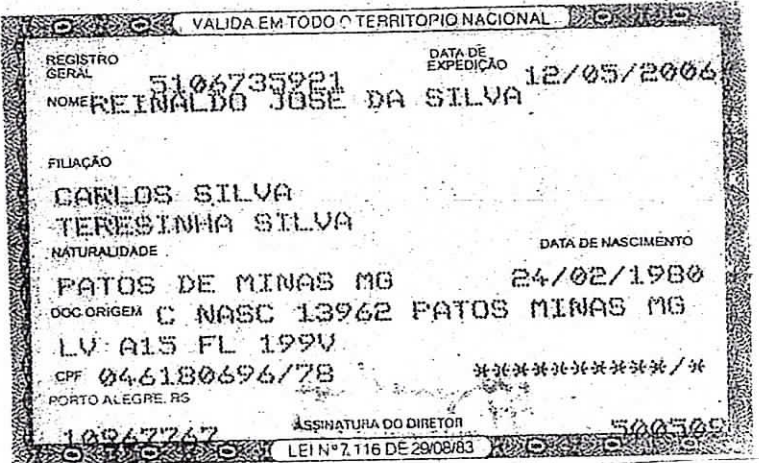 VALIDA EM TODO O TERRITORIO NACIONAL
REGISTRO GERAL 5106735921 DATA DE EXPEDIÇÃO 12/05/2006
NOME REINALDO JOSE DA SILVA
FILIAÇÃO
CARLOS SILVA
TERESINHA SILVA
NATURALIDADE DATA DE NASCIMENTO
PATOS DE MINAS MG 24/02/1980
DOC ORIGEM C NASC 13962 PATOS MINAS MG
LV A15 FL 199V
CPF 046180696/78 **********/*
PORTO ALEGRE, RS
10967767 ASSINATURA DO DIRETOR 500509
LEI Nº 7.116 DE 29/08/83